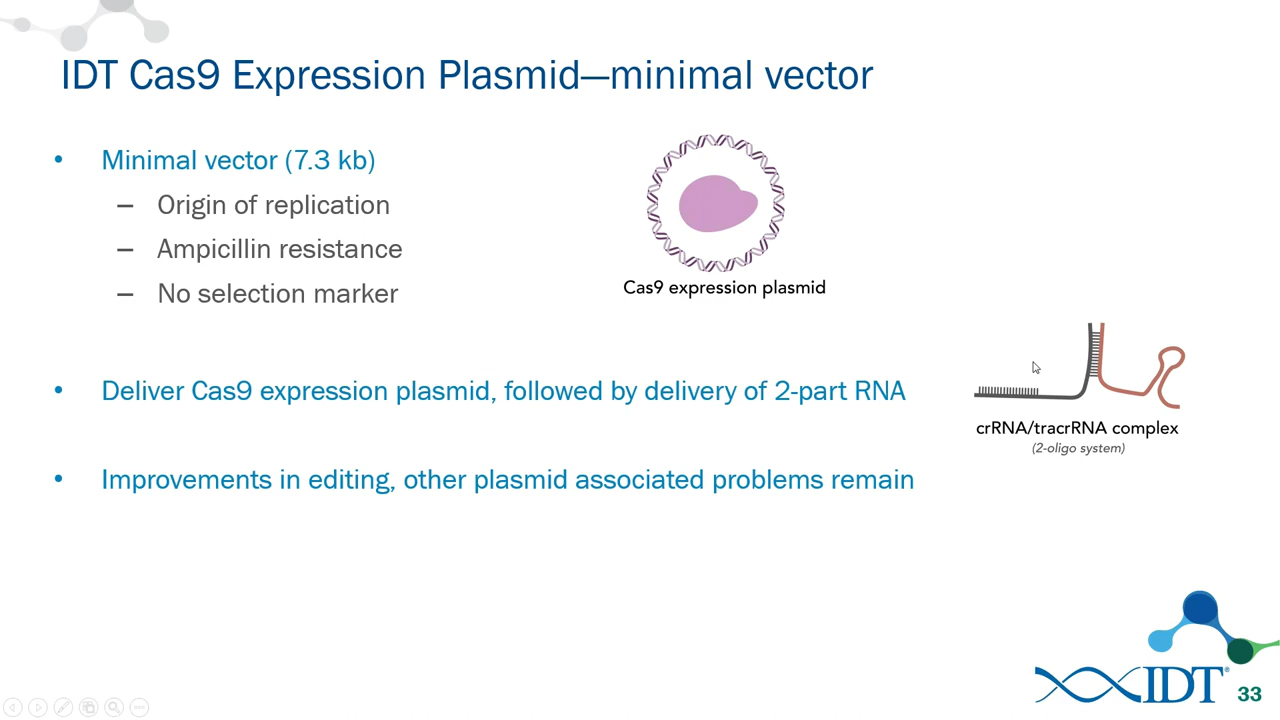 IDT Cas9 Expression Plasmid—minimal vector
• Minimal vector (7.3 kb)
– Origin of replication
– Ampicillin resistance
– No selection marker
Cas9 expression plasmid
• Deliver Cas9 expression plasmid, followed by delivery of 2-part RNA
crRNA/tracrRNA complex
(2-oligo system)
• Improvements in editing, other plasmid associated problems remain
IDT®
33